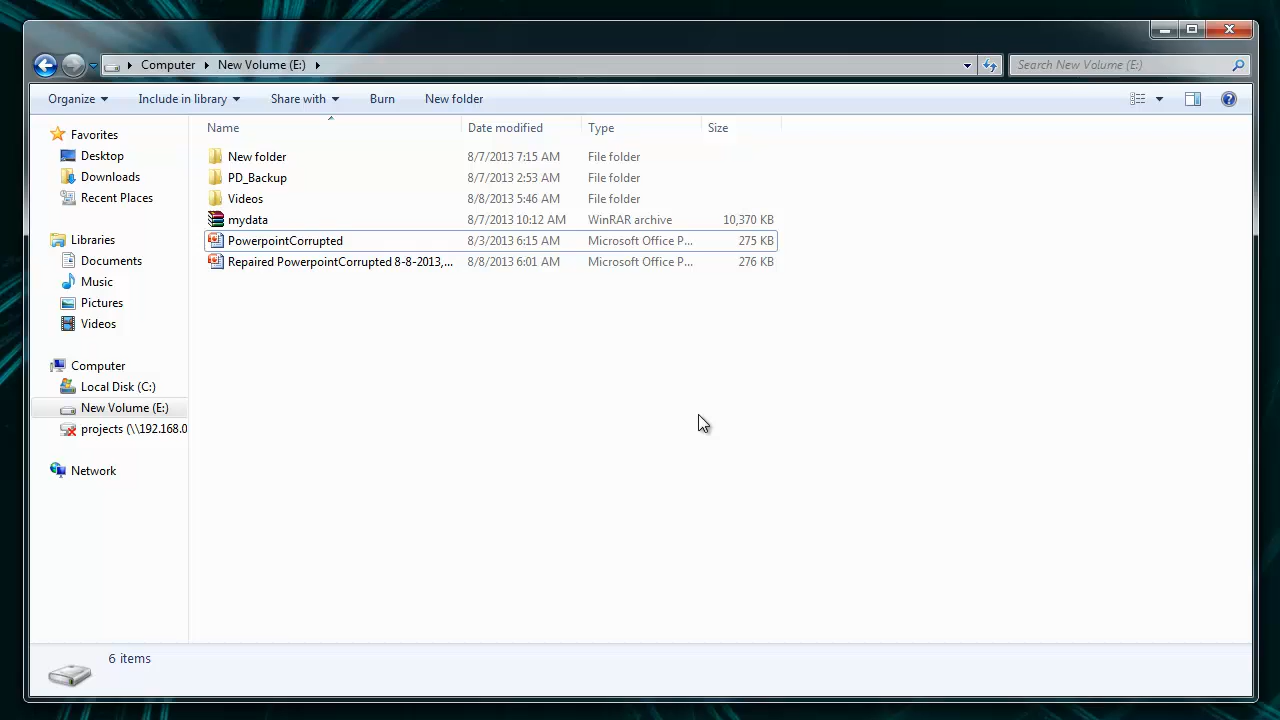 Computer New Volume (E:) Search New Volume (E:)
Organize Include in library Share with Burn New folder
Name Date modified Type Size
Favorites
Desktop
Downloads
Recent Places
Libraries
Documents
Music
Pictures
Videos
Computer
Local Disk (C:)
New Volume (E:)
projects (\\192.168.0
Network
New folder 8/7/2013 7:15 AM File folder
PD_Backup 8/7/2013 2:53 AM File folder
Videos 8/8/2013 5:46 AM File folder
mydata 8/7/2013 10:12 AM WinRAR archive 10,370 KB
PowerpointCorrupted 8/3/2013 6:15 AM Microsoft Office P... 275 KB
Repaired PowerpointCorrupted 8-8-2013,... 8/8/2013 6:01 AM Microsoft Office P... 276 KB
6 items